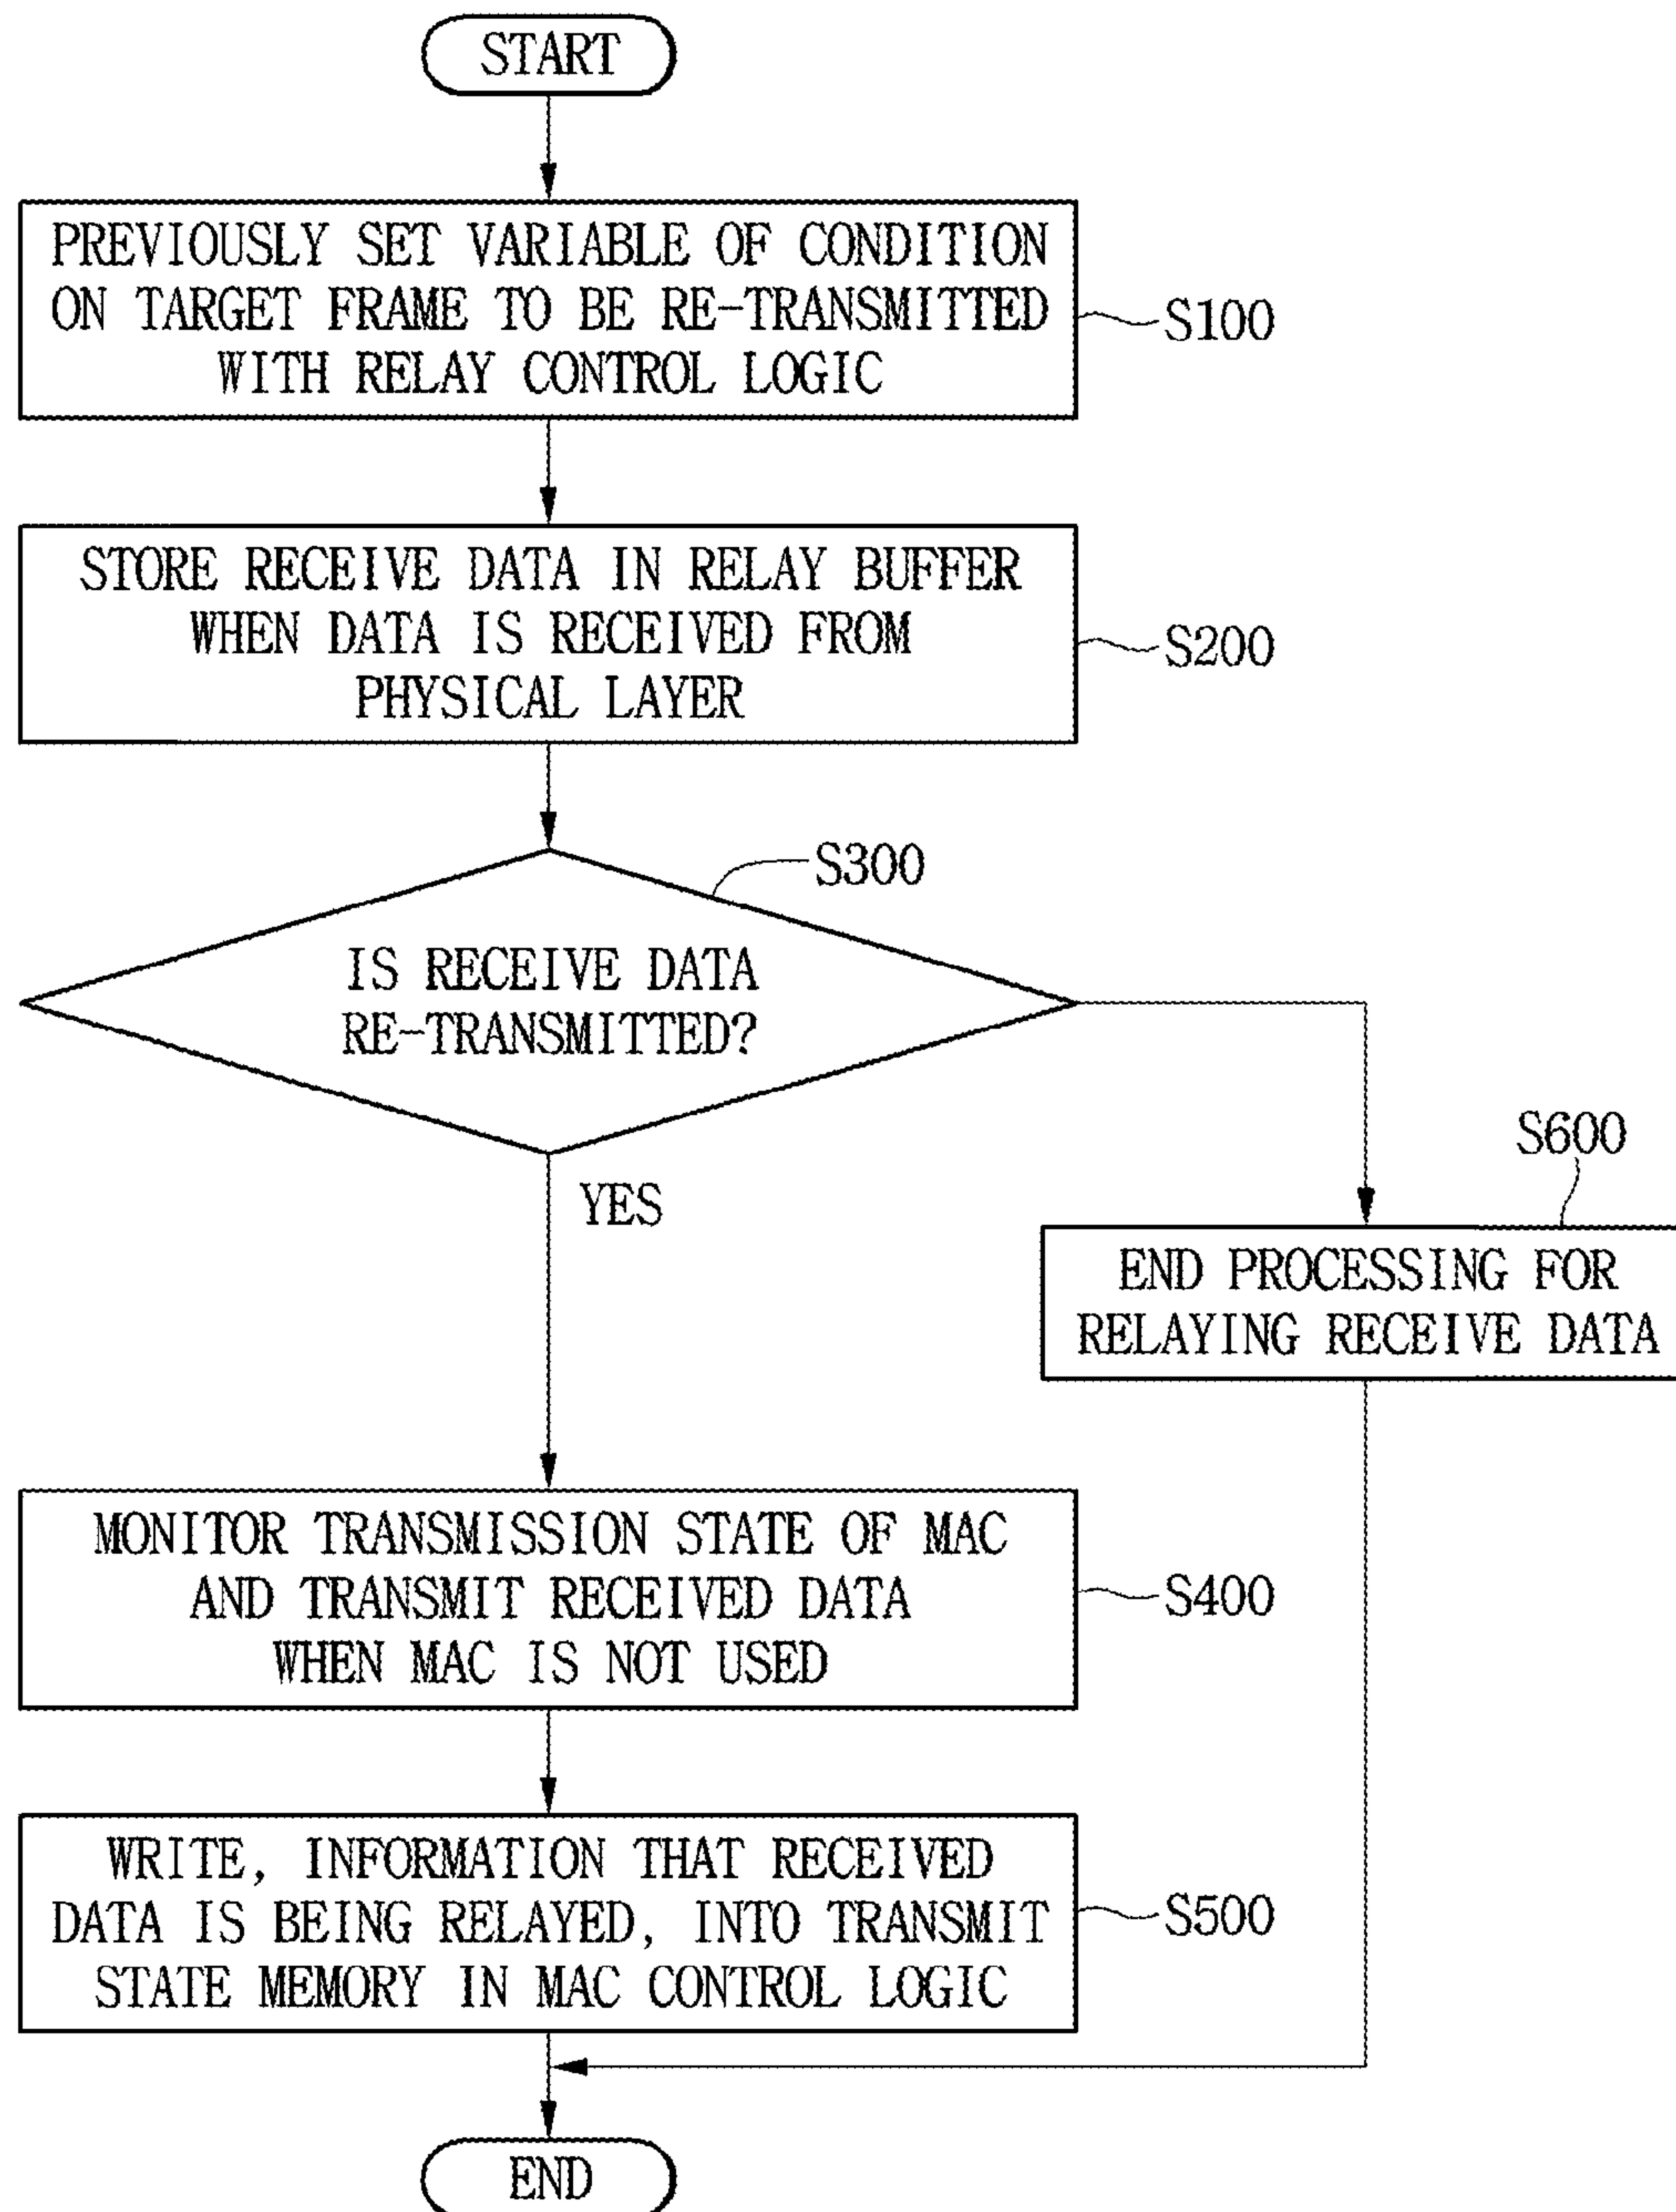 START
PREVIOUSLY SET VARIABLE OF CONDITION
ON TARGET FRAME TO BE RE-TRANSMITTED
WITH RELAY CONTROL LOGIC
S100
STORE RECEIVE DATA IN RELAY BUFFER
WHEN DATA IS RECEIVED FROM
PHYSICAL LAYER
S200
S300
IS RECEIVE DATA
RE-TRANSMITTED?
YES
S600
END PROCESSING FOR
RELAYING RECEIVE DATA
MONITOR TRANSMISSION STATE OF MAC
AND TRANSMIT RECEIVED DATA
WHEN MAC IS NOT USED
S400
WRITE, INFORMATION THAT RECEIVED
DATA IS BEING RELAYED, INTO TRANSMIT
STATE MEMORY IN MAC CONTROL LOGIC
S500
END